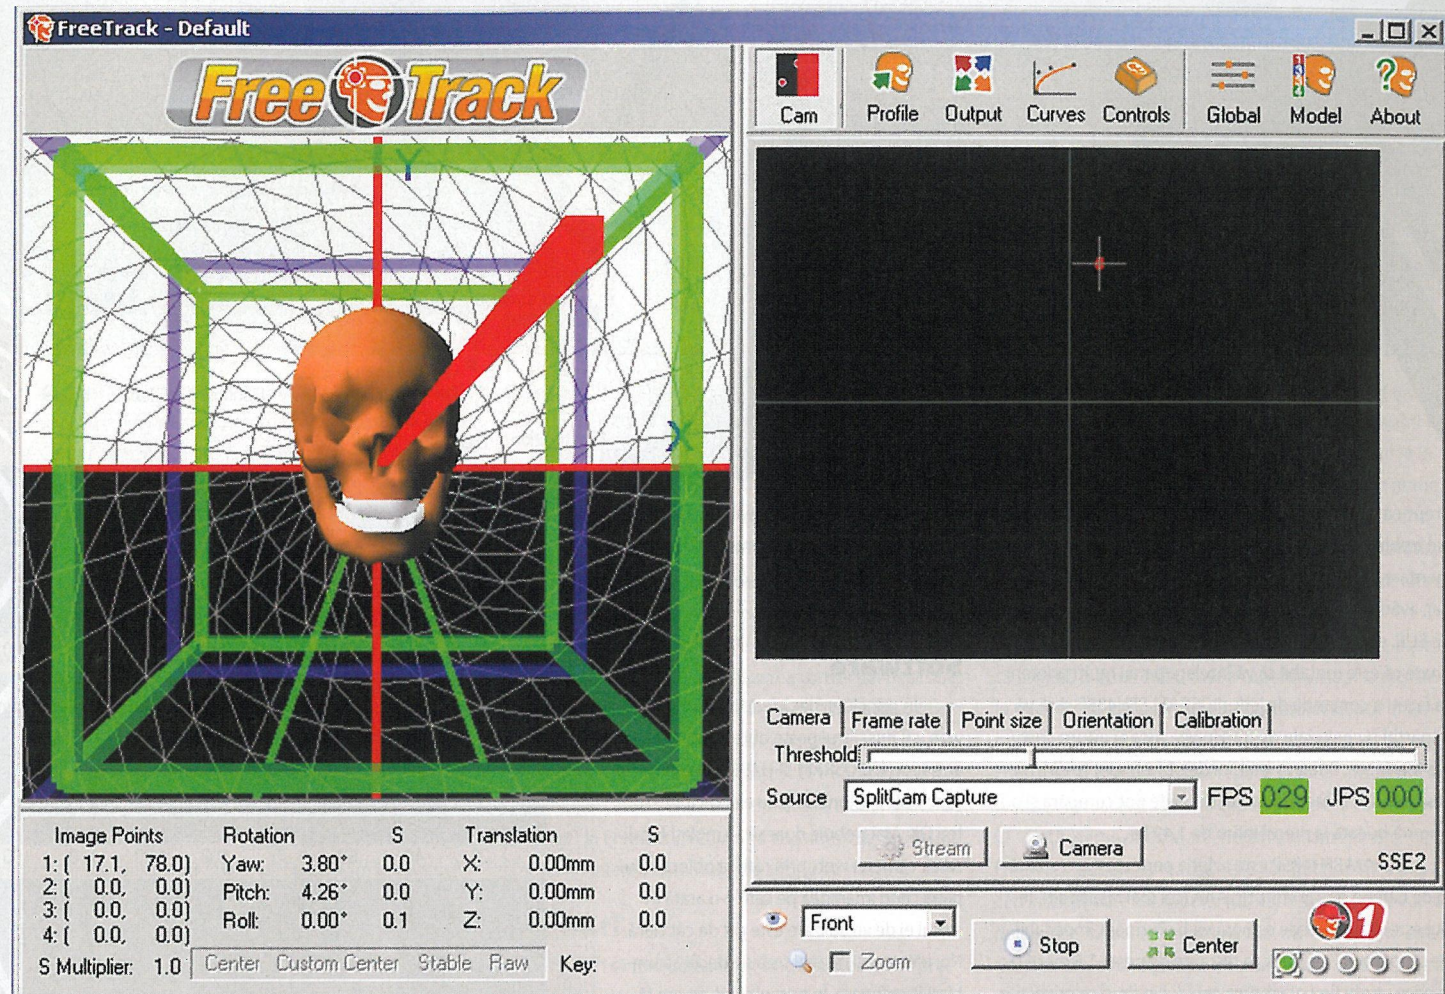 FreeTrack - Default
Free Track
Cam
Profile
Output
Curves
Controls
Global
Model
About
Y
X
Camera
Frame rate
Point size
Orientation
Calibration
Threshold
Source
SplitCam Capture
FPS 029
JPS 000
Stream
Camera
SSE2
Image Points
Rotation
S
Translation
S
1: ( 17.1, 78.0)
Yaw: 3.80° 0.0
X: 0.00mm 0.0
2: ( 0.0, 0.0)
Pitch: 4.26° 0.0
Y: 0.00mm 0.0
3: ( 0.0, 0.0)
Roll: 0.00° 0.1
Z: 0.00mm 0.0
4: ( 0.0, 0.0)
S Multiplier: 1.0
Center
Custom Center
Stable
Raw
Key:
Front
Zoom
Stop
Center
1